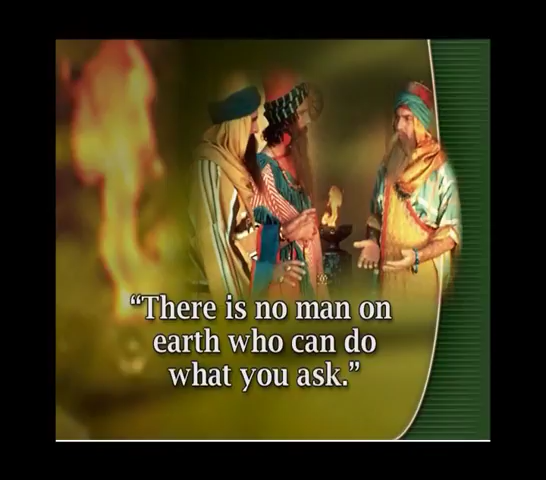 “There is no man on
earth who can do
what you ask.”